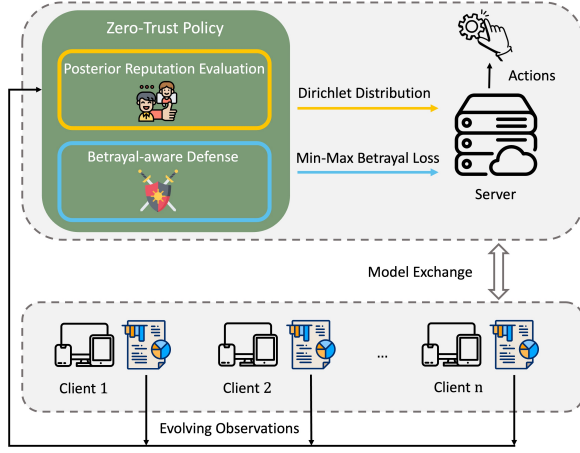 Zero-Trust Policy
Posterior Reputation Evaluation
Betrayal-aware Defense
Dirichlet Distribution
Min-Max Betrayal Loss
Actions
Server
Model Exchange
Client 1
Client 2
...
Client n
Evolving Observations